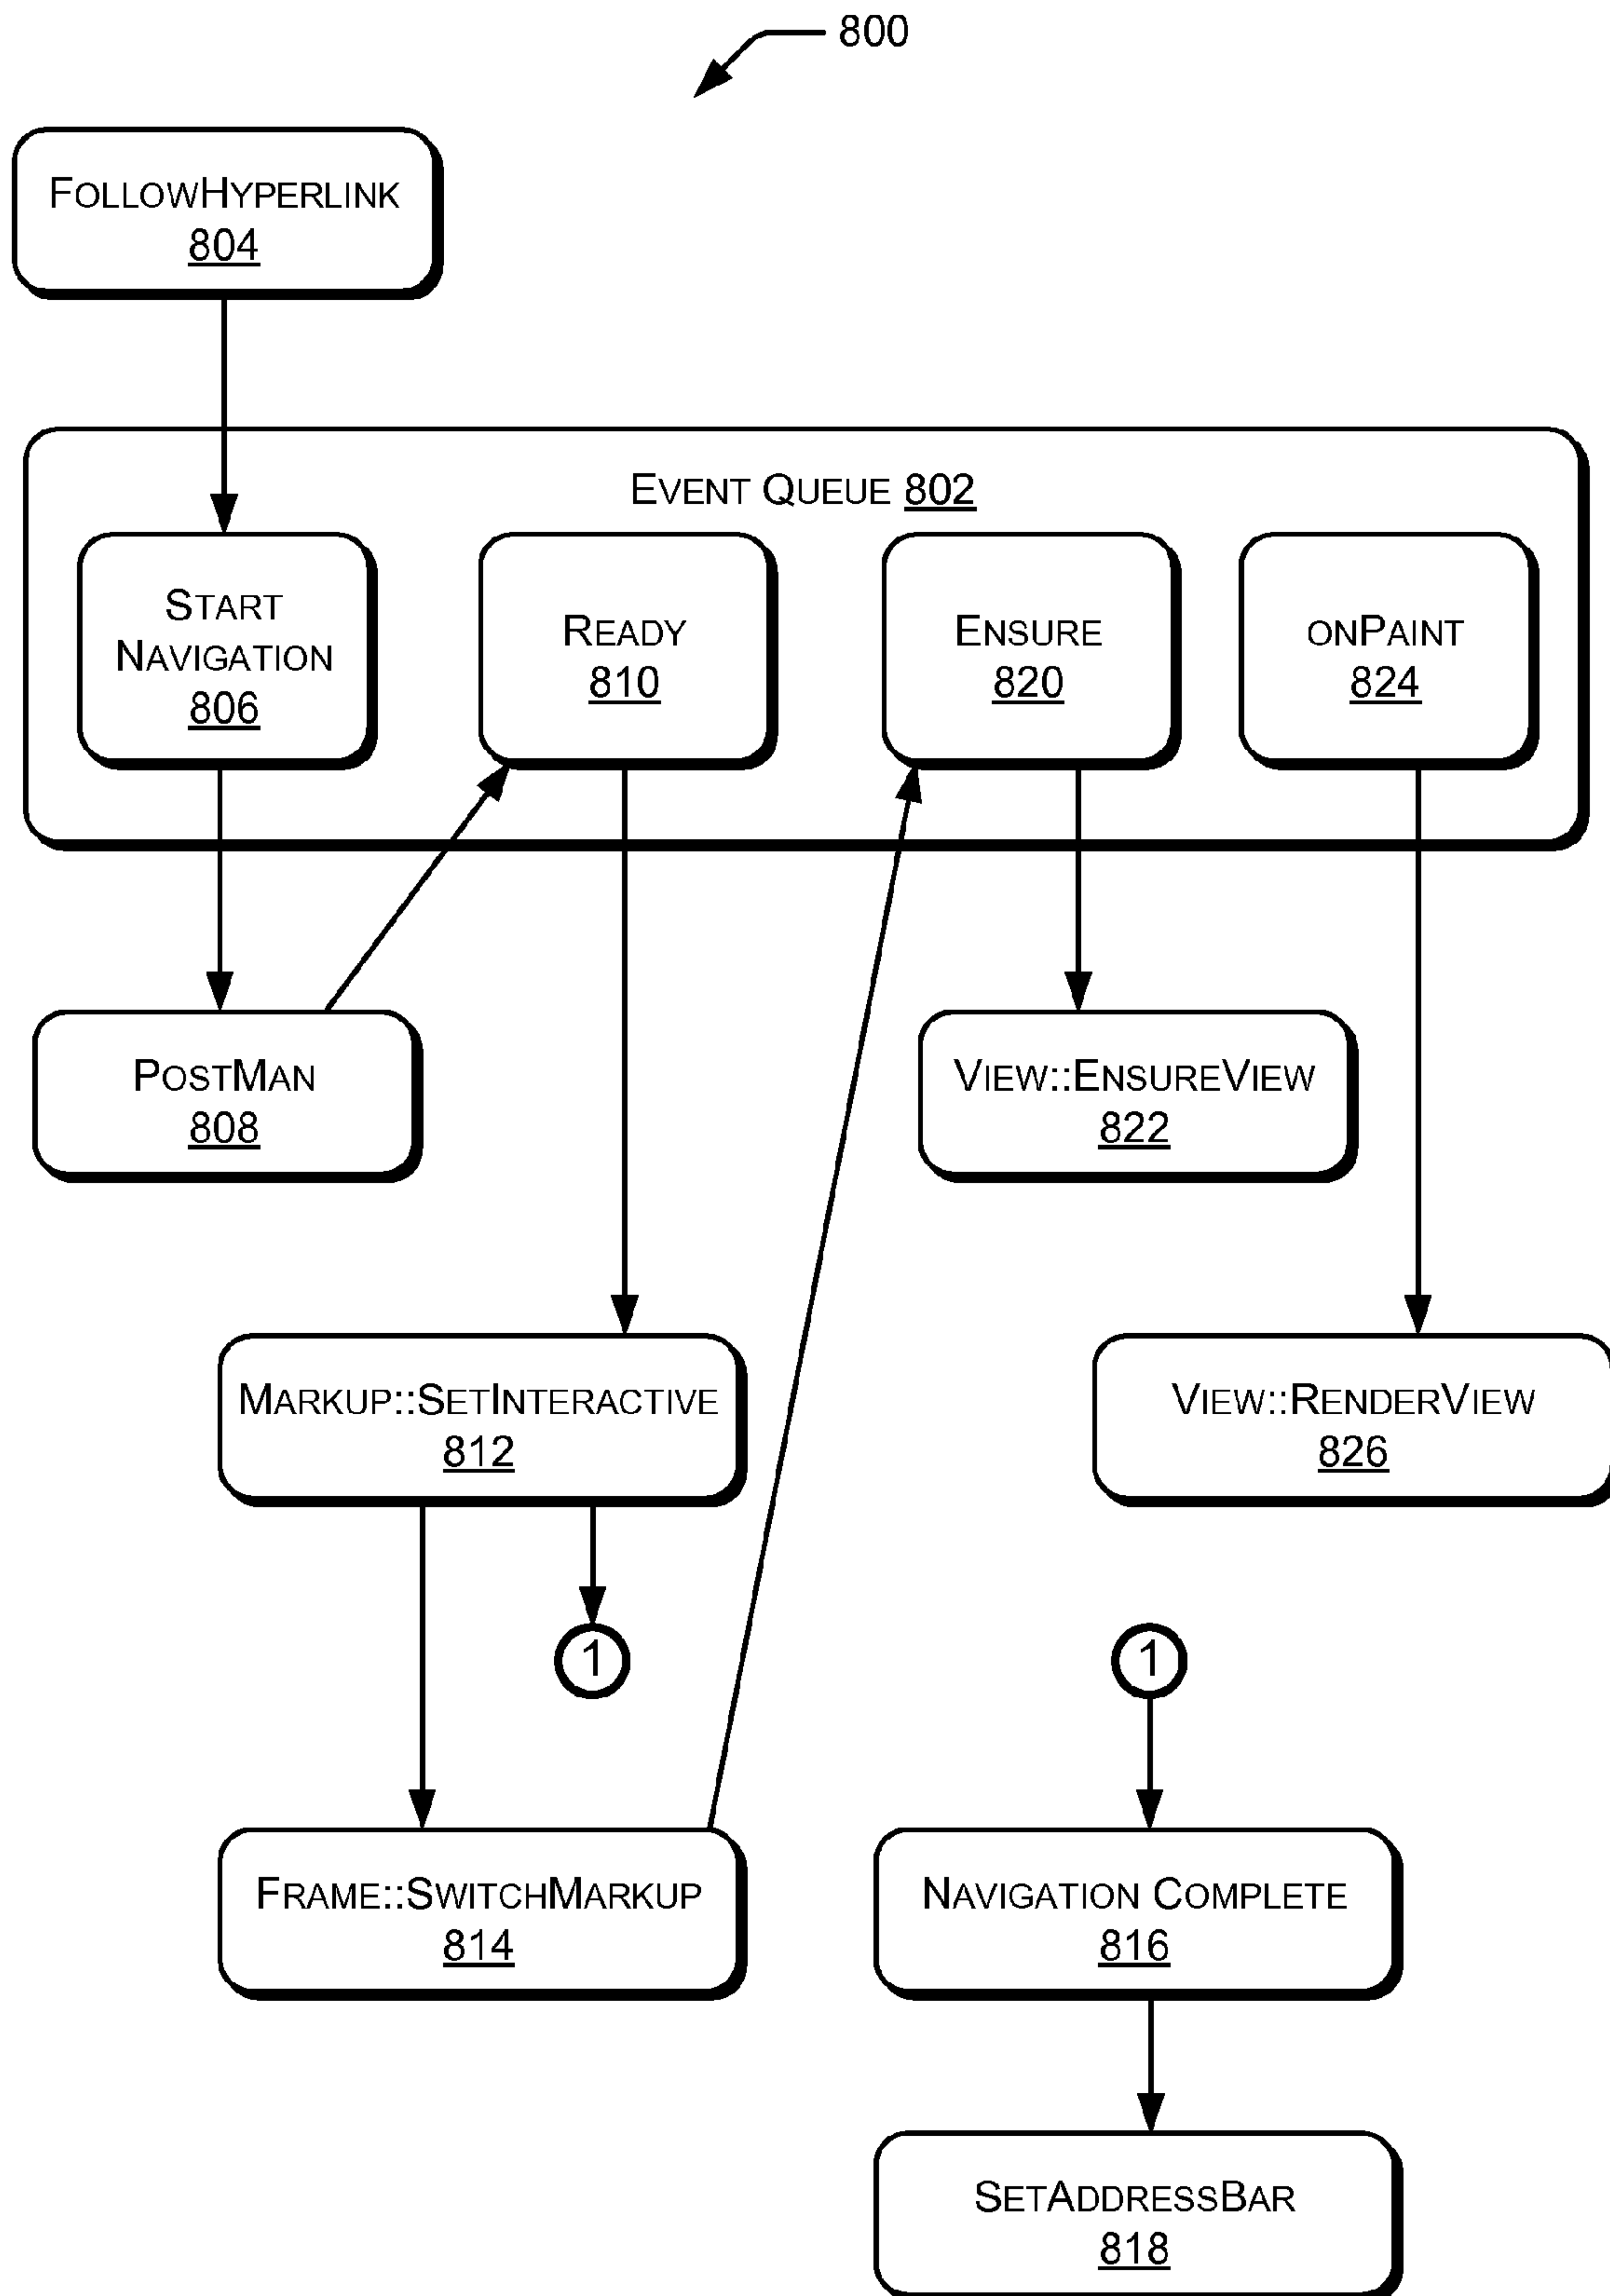 800
FOLLOWHYPERLINK
804
EVENT QUEUE 802
START
NAVIGATION
806
READY
810
ENSURE
820
ONPAINT
824
POSTMAN
808
VIEW::ENSUREVIEW
822
MARKUP::SETINTERACTIVE
812
VIEW::RENDERVIEW
826
1
1
FRAME::SWITCHMARKUP
814
NAVIGATION COMPLETE
816
SETADDRESSBAR
818